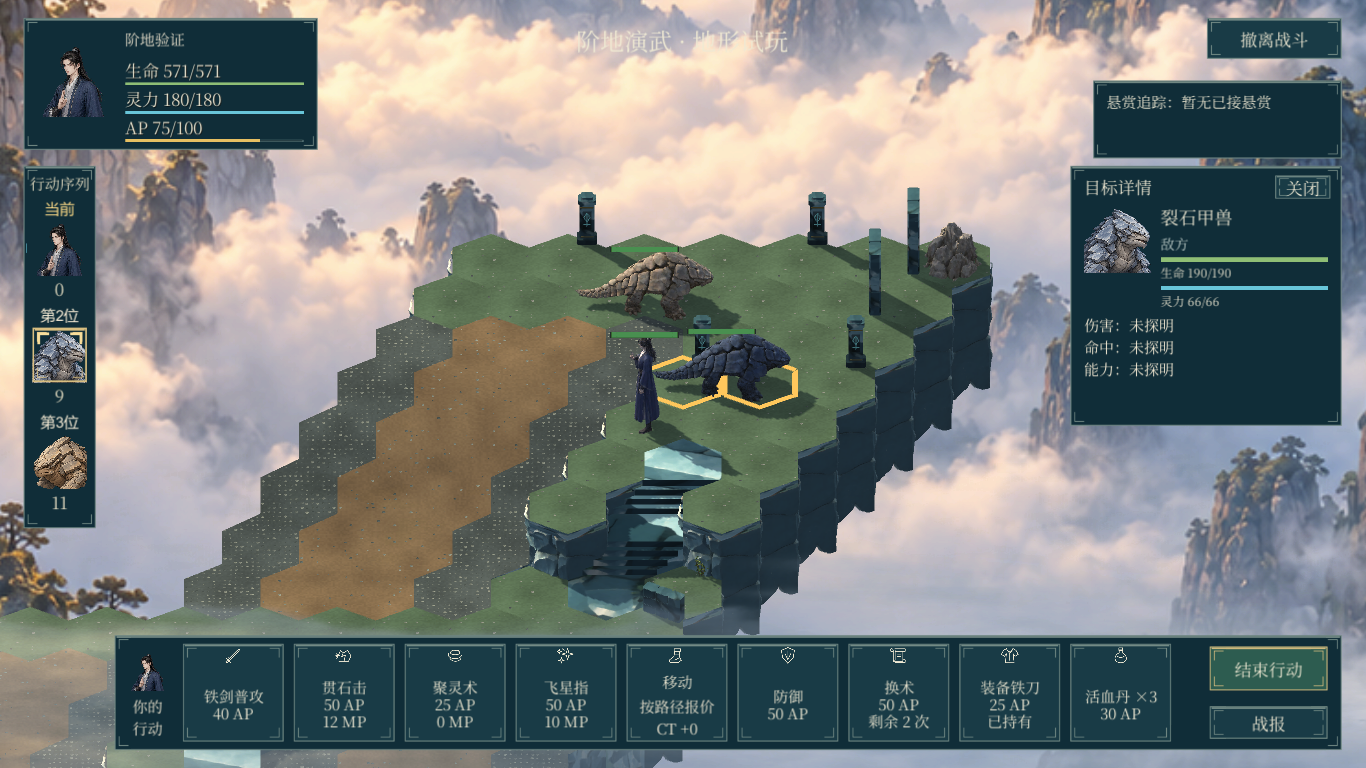 阶地验证
生命 571/571
灵力 180/180
AP 75/100
阶地演武 · 地形试玩
撤离战斗
悬赏追踪：暂无已接悬赏
行动序列
当前
0
第2位
9
第3位
11
目标详情
关闭
裂石甲兽
敌方
生命 190/190
灵力 66/66
伤害：未探明
命中：未探明
能力：未探明
你的
行动
铁剑普攻
40 AP
贯石击
50 AP
12 MP
聚灵术
25 AP
0 MP
飞星指
50 AP
10 MP
移动
按路径报价
CT +0
防御
50 AP
换术
50 AP
剩余 2 次
装备铁刀
25 AP
已持有
活血丹 ×3
30 AP
结束行动
战报